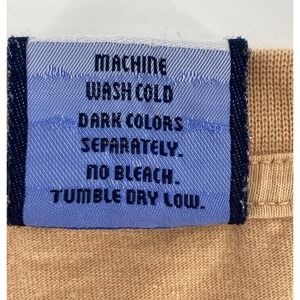 MACHINE
WASH COLD
DARK COLORS
SEPARATELY.
NO BLEACH.
TUMBLE DRY LOW.